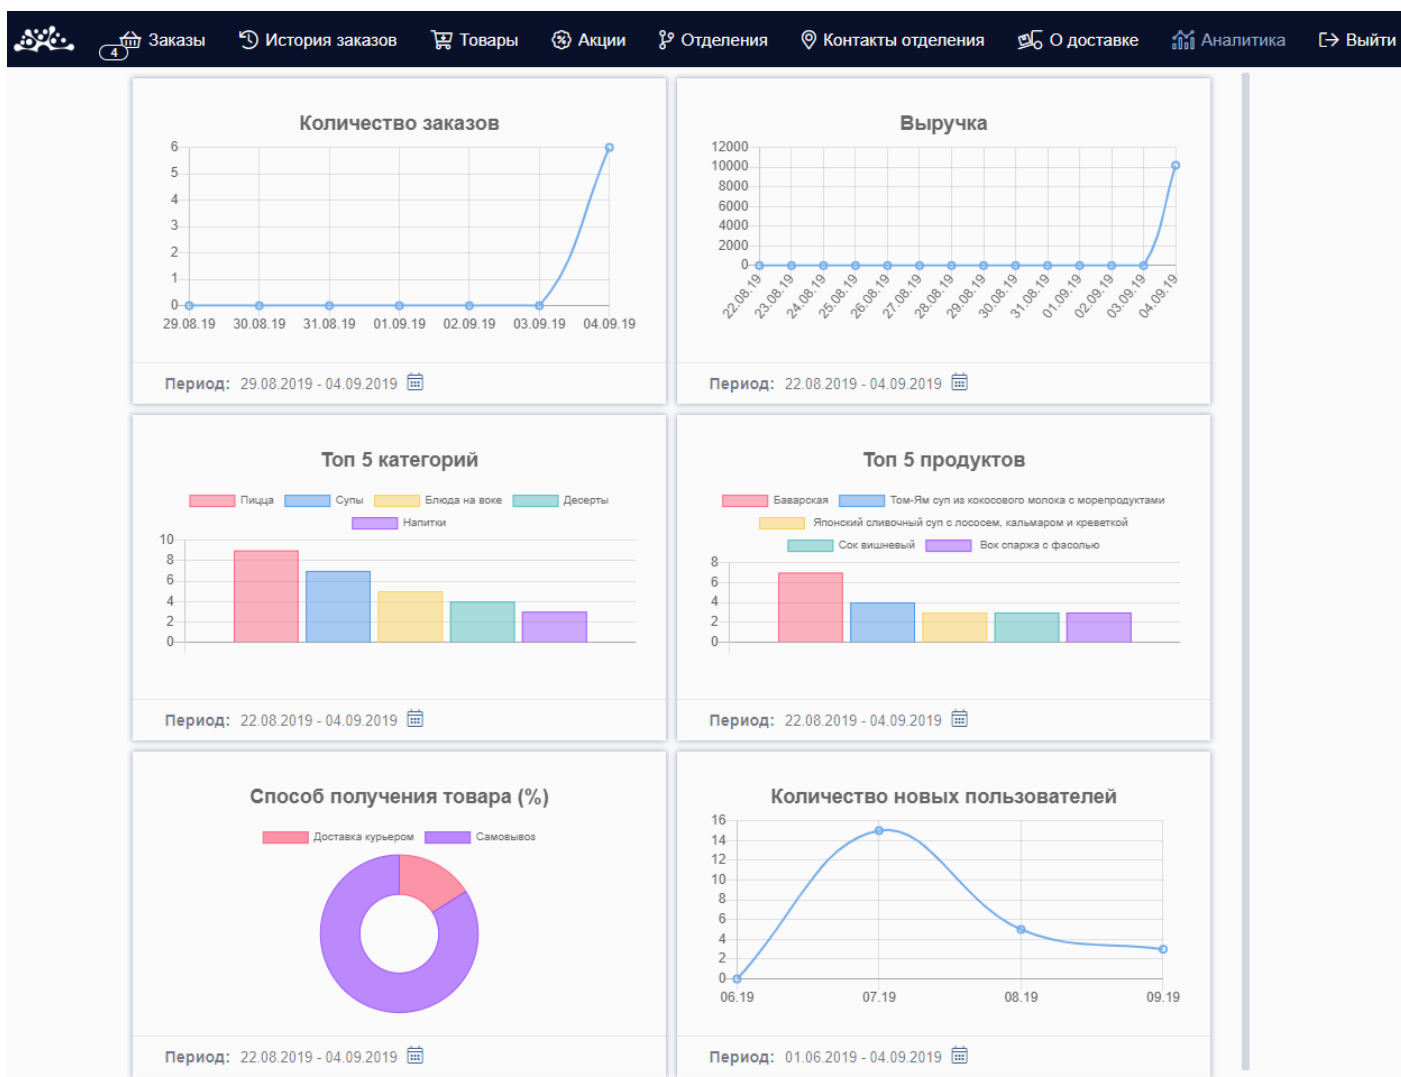 4 Заказы История заказов Товары Акции Отделения Контакты отделения О доставке Аналитика Выйти
Количество заказов
6
5
4
3
2
1
0
29.08.19 30.08.19 31.08.19 01.09.19 02.09.19 03.09.19 04.09.19
Период: 29.08.2019 - 04.09.2019
Выручка
12000
10000
8000
6000
4000
2000
0
22.08.19 23.08.19 24.08.19 25.08.19 26.08.19 27.08.19 28.08.19 29.08.19 30.08.19 31.08.19 01.09.19 02.09.19 03.09.19 04.09.19
Период: 22.08.2019 - 04.09.2019
Топ 5 категорий
Пицца Супы Блюда на воке Десерты
Напитки
10
8
6
4
2
0
Период: 22.08.2019 - 04.09.2019
Топ 5 продуктов
Баварская Том-Ям суп из кокосового молока с морепродуктами
Японский сливочный суп с лососем, кальмаром и креветкой
Сок вишневый Вок спаржа с фасолью
8
6
4
2
0
Период: 22.08.2019 - 04.09.2019
Способ получения товара (%)
Доставка курьером Самовывоз
Период: 22.08.2019 - 04.09.2019
Количество новых пользователей
16
14
12
10
8
6
4
2
0
06.19 07.19 08.19 09.19
Период: 01.06.2019 - 04.09.2019